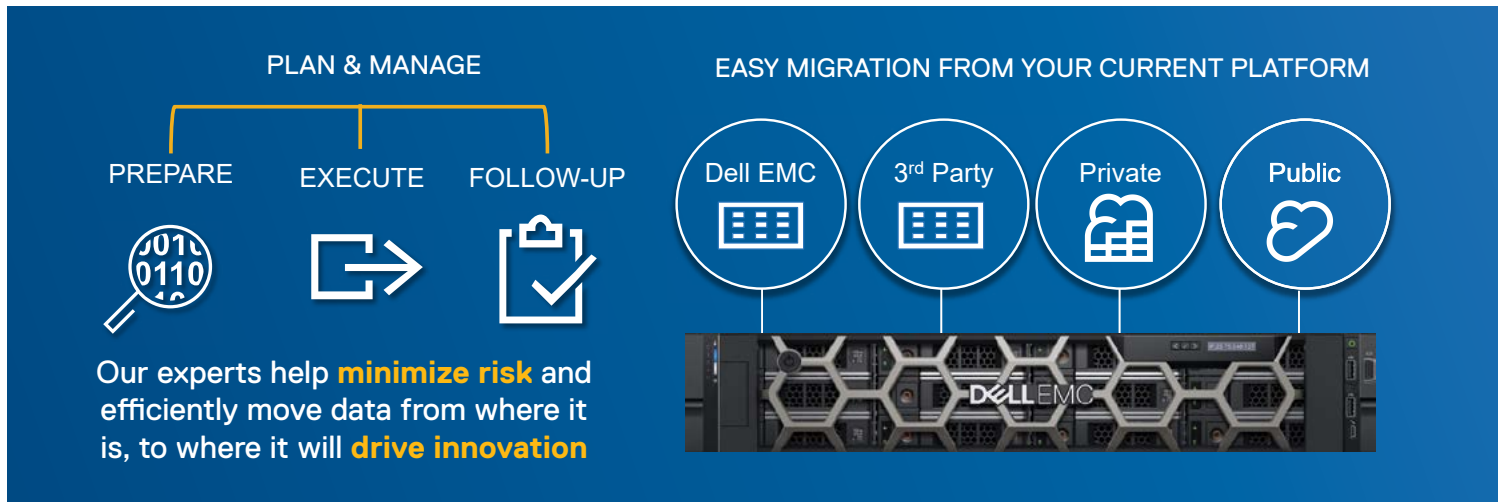 PLAN & MANAGE
PREPARE
EXECUTE
FOLLOW-UP
0110
Our experts help minimize risk and
efficiently move data from where it
is, to where it will drive innovation
EASY MIGRATION FROM YOUR CURRENT PLATFORM
Dell EMC
3rd Party
Private
Public
DELLEMC